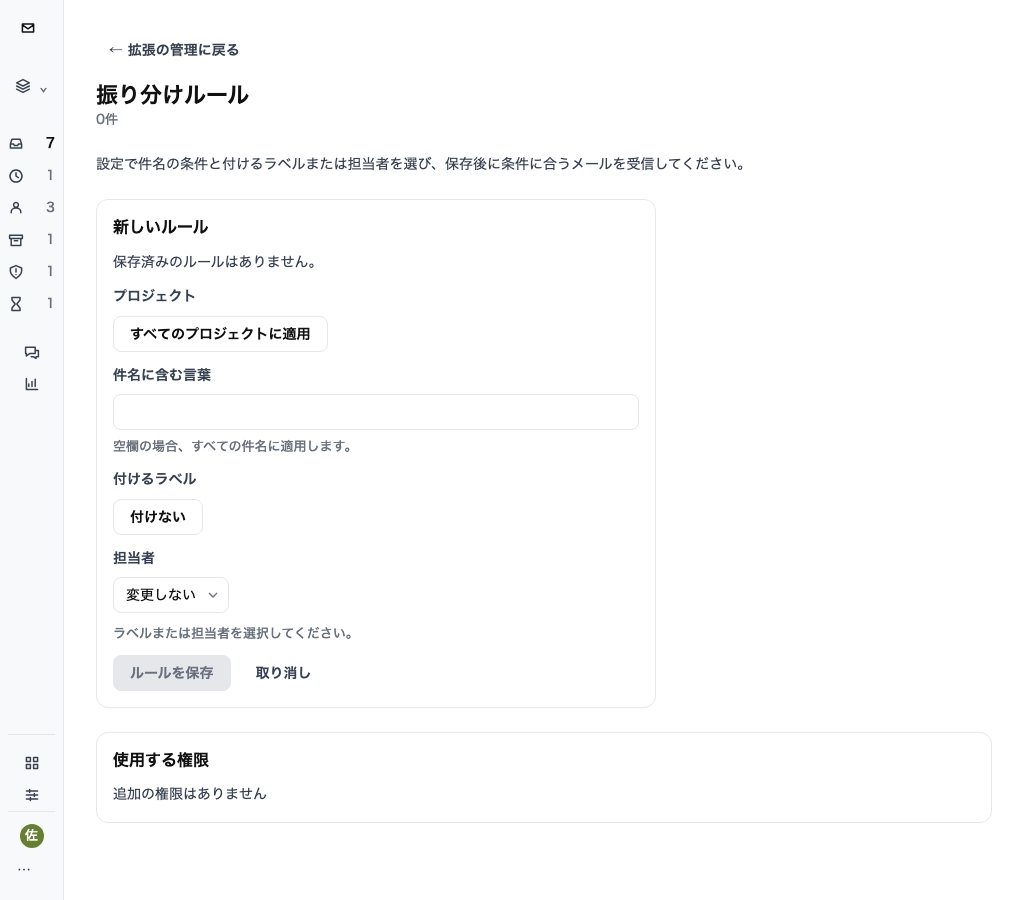 ← 拡張の管理に戻る
振り分けルール
0件
設定で件名の条件と付けるラベルまたは担当者を選び、保存後に条件に合うメールを受信してください。
7
1
3
1
1
1
新しいルール
保存済みのルールはありません。
プロジェクト
すべてのプロジェクトに適用
件名に含む言葉
空欄の場合、すべての件名に適用します。
付けるラベル
付けない
担当者
変更しない
ラベルまたは担当者を選択してください。
ルールを保存 取り消し
使用する権限
追加の権限はありません
佐
…